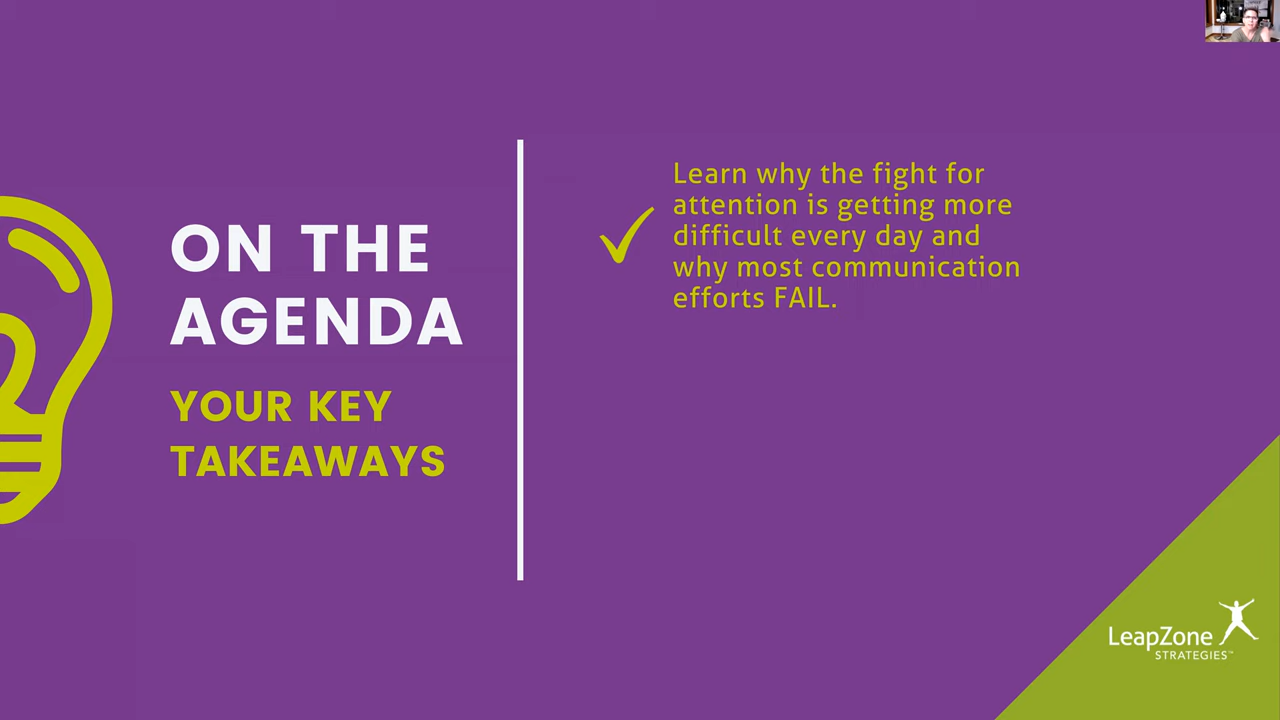 ON THE
AGENDA
YOUR KEY
TAKEAWAYS
Learn why the fight for
attention is getting more
difficult every day and
why most communication
efforts FAIL.
LeapZone
STRATEGIES™